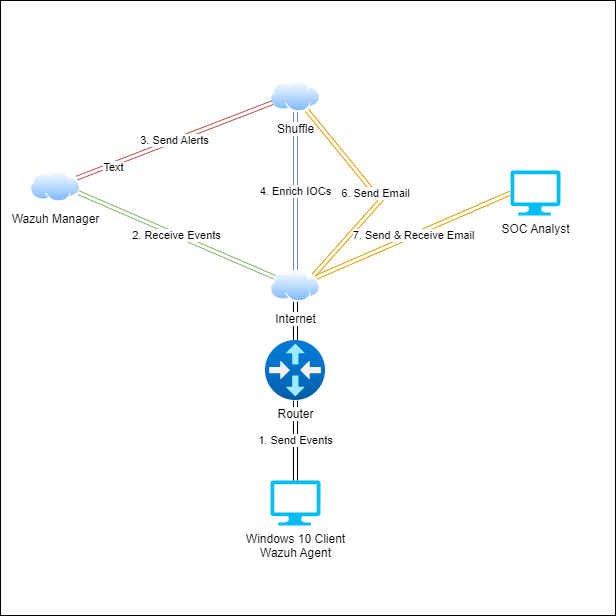 Shuffle
3. Send Alerts
Text
4. Enrich IOCs
6. Send Email
Wazuh Manager
SOC Analyst
2. Receive Events
7. Send & Receive Email
Internet
Router
1. Send Events
Windows 10 Client
Wazuh Agent